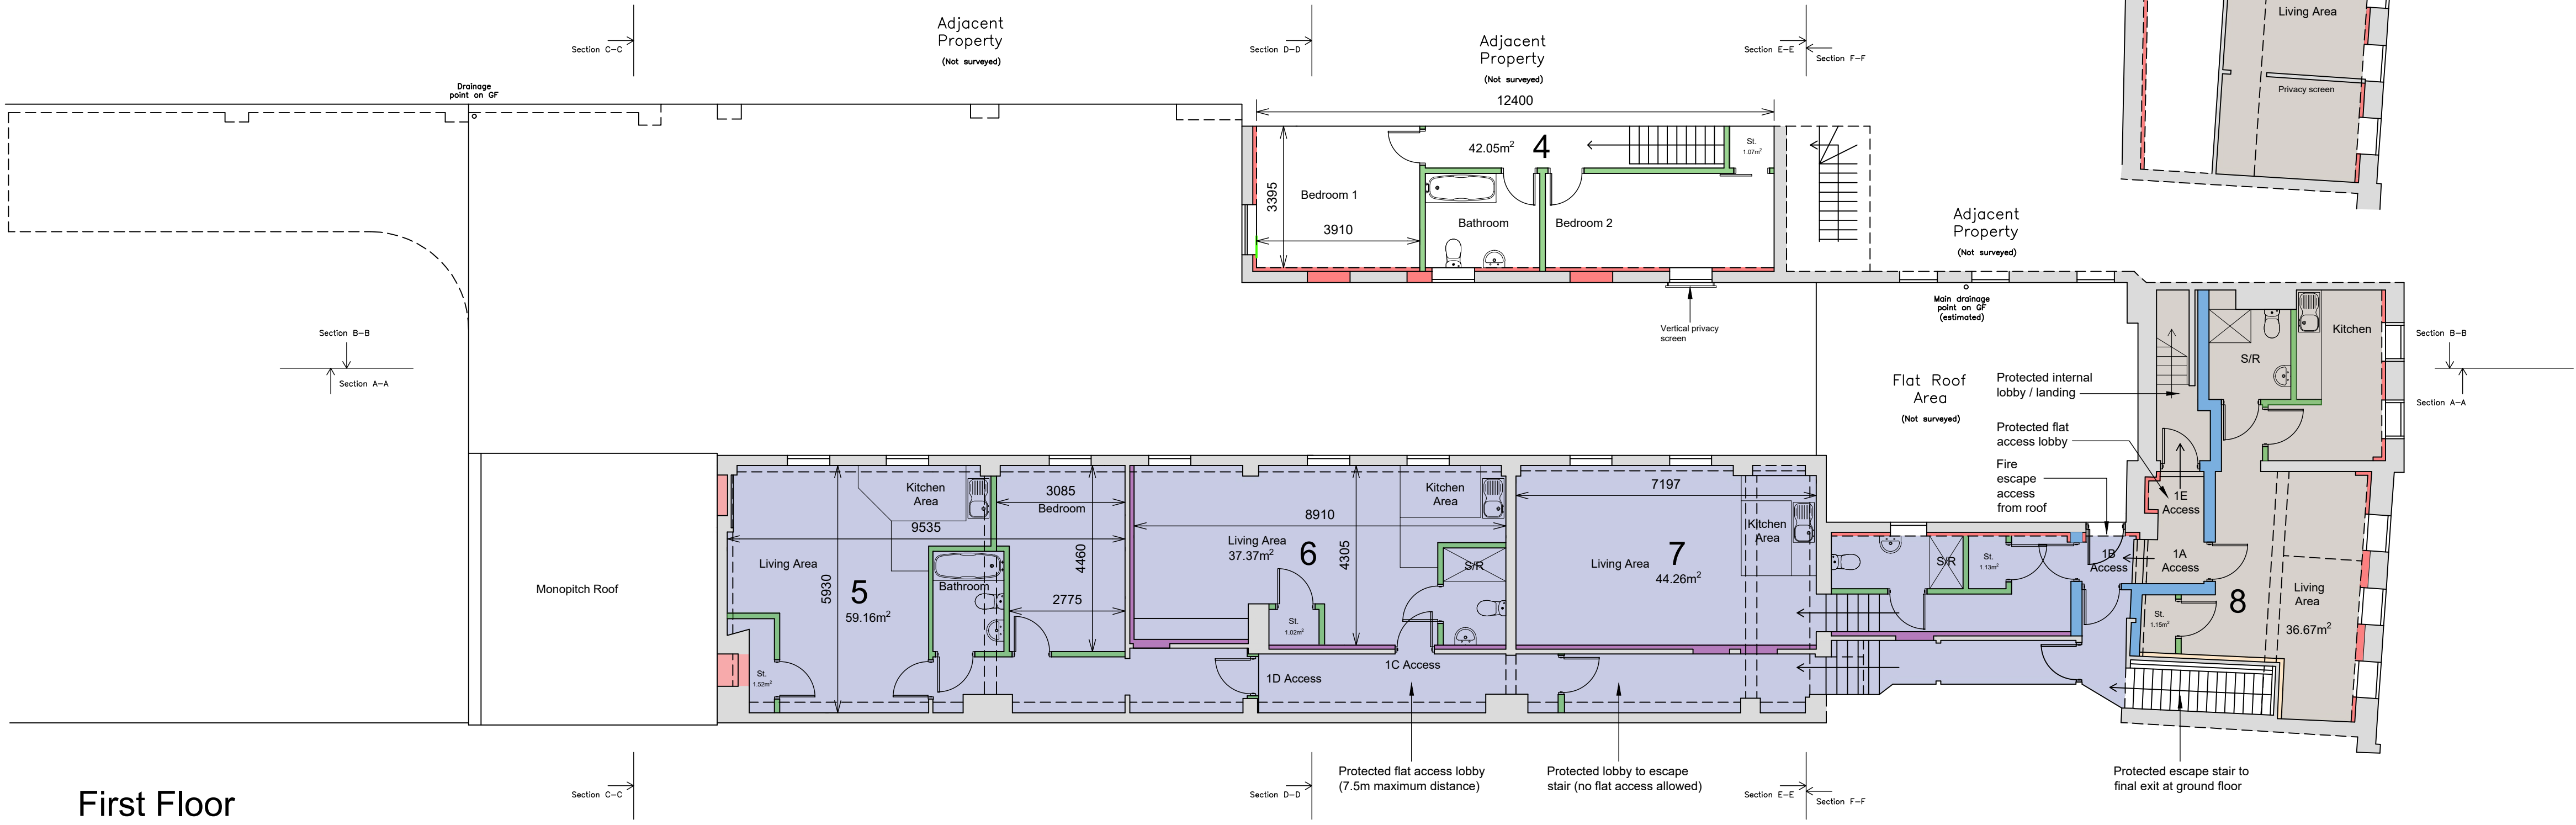 Living Area
Privacy screen
Adjacent
Property
(Not surveyed)
Section C-C
Section D-D
Adjacent
Property
(Not surveyed)
Section E-E
Section F-F
Drainage
point on GF
12400
42.05m²
4
St.
1.07m²
3395
Bedroom 1
3910
Bathroom
Bedroom 2
Vertical privacy
screen
Adjacent
Property
(Not surveyed)
Main drainage
point on GF
(estimated)
Section B-B
Section A-A
Flat Roof
Area
(Not surveyed)
Protected internal
lobby / landing
Protected flat
access lobby
Fire
escape
access
from roof
S/R
Kitchen
Section B-B
Section A-A
1E
Access
1B
Access
1A
Access
Monopitch Roof
Kitchen
Area
3085
Bedroom
9535
Living Area
5930
5
59.16m²
Bathroom
4460
2775
St.
1.52m²
Kitchen
Area
8910
Living Area
37.37m²
6
4305
S/R
St.
1.02m²
7197
Kitchen
Area
Living Area
7
44.26m²
S/R
St.
1.13m²
St.
1.15m²
8
Living
Area
36.67m²
1D Access
1C Access
Protected flat access lobby
(7.5m maximum distance)
Protected lobby to escape
stair (no flat access allowed)
Protected escape stair to
final exit at ground floor
Section C-C
Section D-D
Section E-E
Section F-F
First Floor